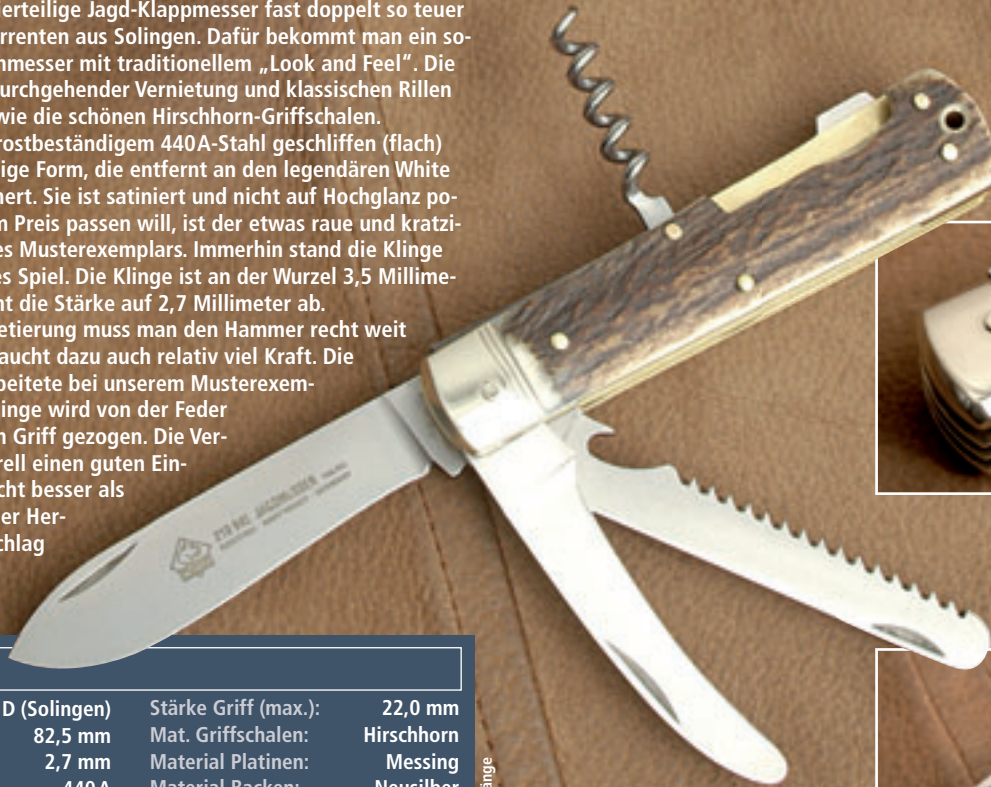 ierteilige Jagd-Klappmesser fast doppelt so teuer
rrenten aus Solingen. Dafür bekommt man ein so-
nmesser mit traditionellem „Look and Feel“. Die
urchgehender Vernietung und klassischen Rillen
wie die schönen Hirschhorn-Griffschalen.
rostbeständigem 440A-Stahl geschliffen (flach)
ige Form, die entfernt an den legendären White
nert. Sie ist satiniert und nicht auf Hochglanz po-
m Preis passen will, ist der etwas raue und kratzi-
es Musterexemplars. Immerhin stand die Klinge
es Spiel. Die Klinge ist an der Wurzel 3,5 Millime-
nt die Stärke auf 2,7 Millimeter ab.
etierung muss man den Hammer recht weit
aucht dazu auch relativ viel Kraft. Die
beitete bei unserem Musterexem-
inge wird von der Feder
n Griff gezogen. Die Ver-
rell einen guten Ein-
cht besser als
er Her-
chlag
D (Solingen) Stärke Griff (max.): 22,0 mm
82,5 mm Mat. Griffschalen: Hirschhorn
2,7 mm Material Platinen: Messing
440A Material Backen: Neusilber
änge